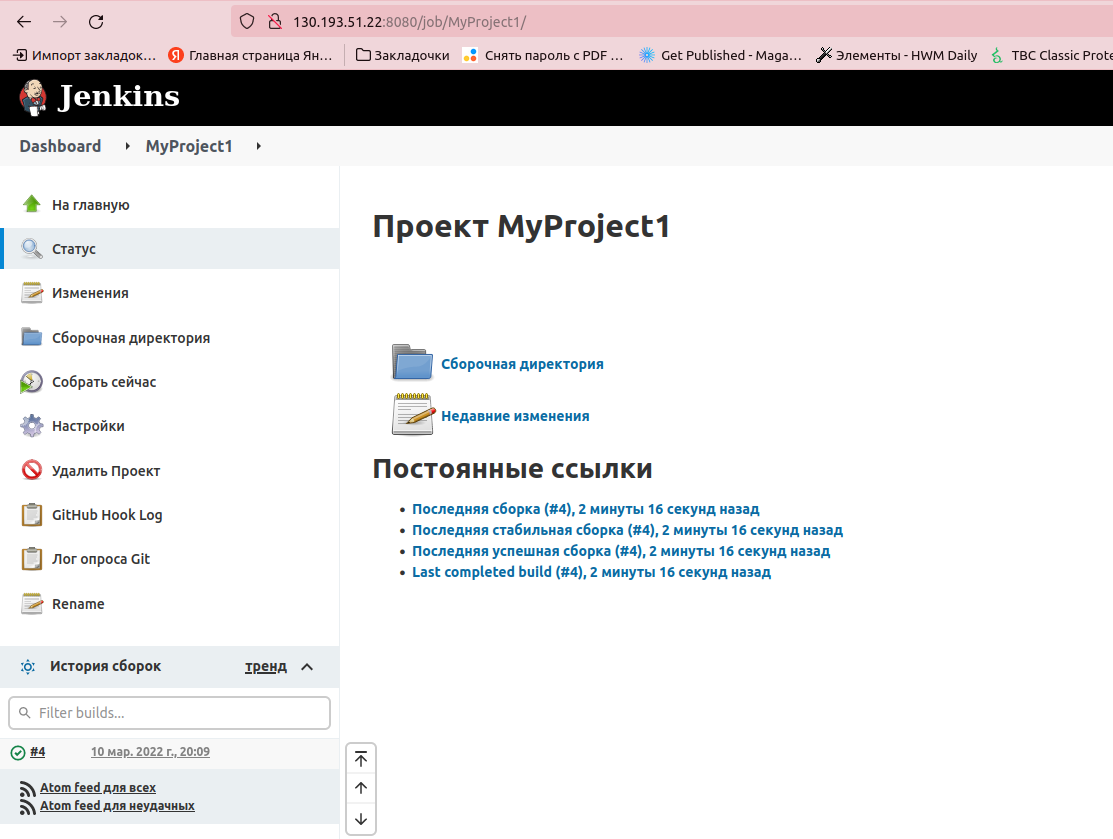 130.193.51.22:8080/job/MyProject1/
Импорт закладок… Главная страница Ян… Закладочки Снять пароль с PDF … Get Published - Maga… Элементы - HWM Daily TBC Classic Prote
Jenkins
Dashboard MyProject1
На главную
Статус
Изменения
Сборочная директория
Собрать сейчас
Настройки
Удалить Проект
GitHub Hook Log
Лог опроса Git
Rename
История сборок тренд
Filter builds...
#4 10 мар. 2022 г., 20:09
Atom feed для всех
Atom feed для неудачных
Проект MyProject1
Сборочная директория
Недавние изменения
Постоянные ссылки
Последняя сборка (#4), 2 минуты 16 секунд назад
Последняя стабильная сборка (#4), 2 минуты 16 секунд назад
Последняя успешная сборка (#4), 2 минуты 16 секунд назад
Last completed build (#4), 2 минуты 16 секунд назад